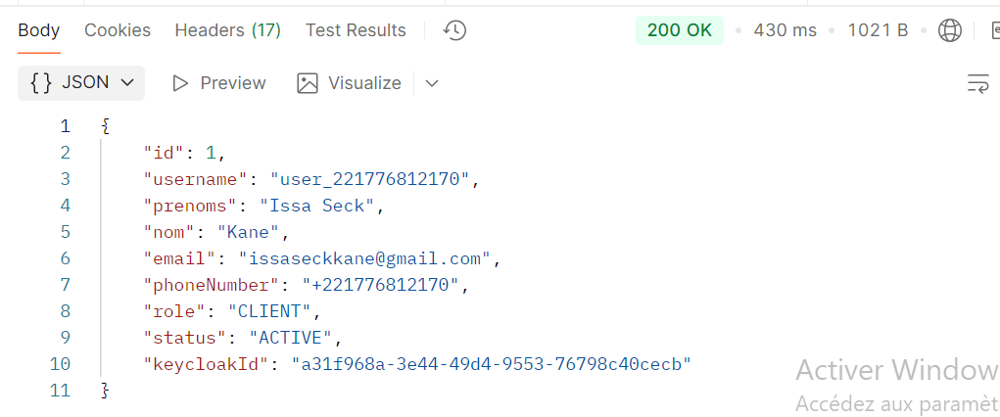 Body Cookies Headers (17) Test Results 200 OK 430 ms 1021 B
{} JSON Preview Visualize
1 {
2 "id": 1,
3 "username": "user_221776812170",
4 "prenoms": "Issa Seck",
5 "nom": "Kane",
6 "email": "issaseckkane@gmail.com",
7 "phoneNumber": "+221776812170",
8 "role": "CLIENT",
9 "status": "ACTIVE",
10 "keycloakId": "a31f968a-3e44-49d4-9553-76798c40cecb"
11 }
Activer Window
Accédez aux paramèt